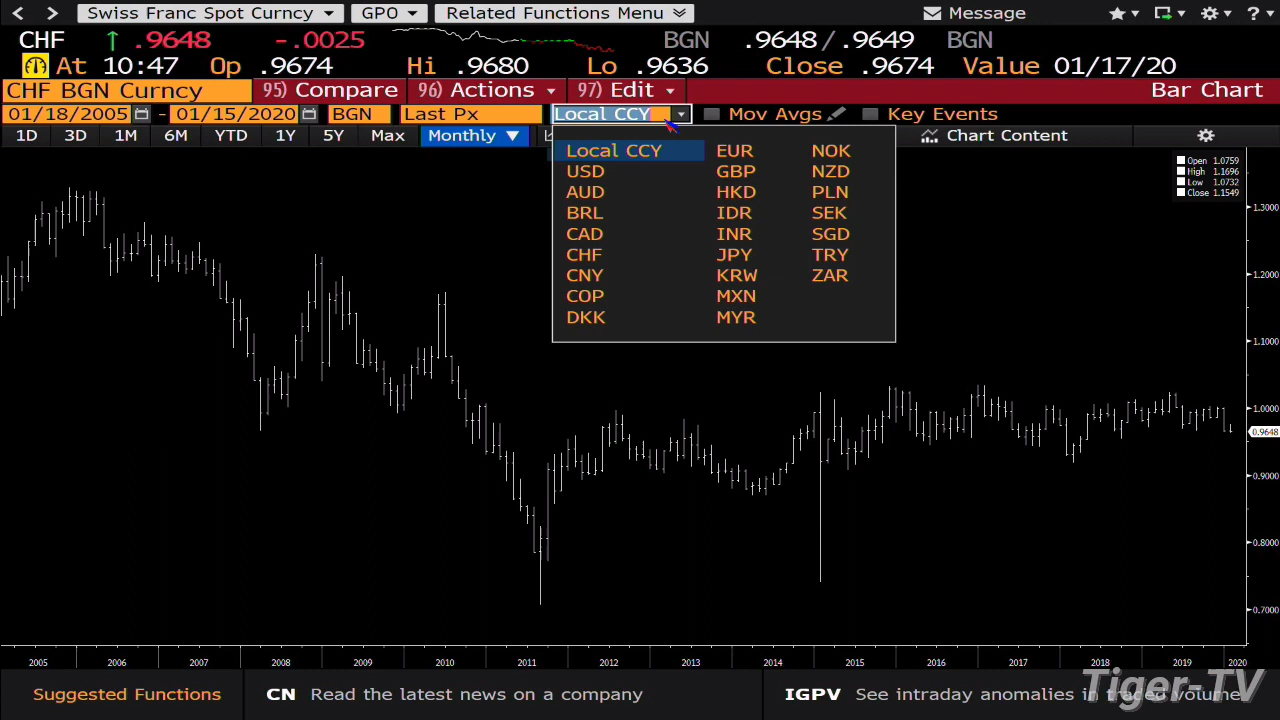 Swiss Franc Spot Curncy GPO Related Functions Menu Message ?
CHF ↑ .9648 -.0025 BGN .9648/.9649 BGN
At 10:47 Op .9674 Hi .9680 Lo .9636 Close .9674 Value 01/17/20
CHF BGN Curncy 95) Compare 96) Actions 97) Edit Bar Chart
01/18/2005 - 01/15/2020 BGN Last Px Local CCY Mov Avgs Key Events
1D 3D 1M 6M YTD 1Y 5Y Max Monthly ▼ Chart Content
Local CCY EUR NOK
USD GBP NZD
AUD HKD PLN
BRL IDR SEK
CAD INR SGD
CHF JPY TRY
CNY KRW ZAR
COP MXN
DKK MYR
Open 1.0759
High 1.1696
Low 1.0732
Close 1.1549
1.3000
1.2000
1.1000
1.0000
0.9648
0.9000
0.8000
0.7000
2005 2006 2007 2008 2009 2010 2011 2012 2013 2014 2015 2016 2017 2018 2019 2020
Suggested Functions CN Read the latest news on a company IGPV See intraday anomalies in traded volume
Tiger-TV